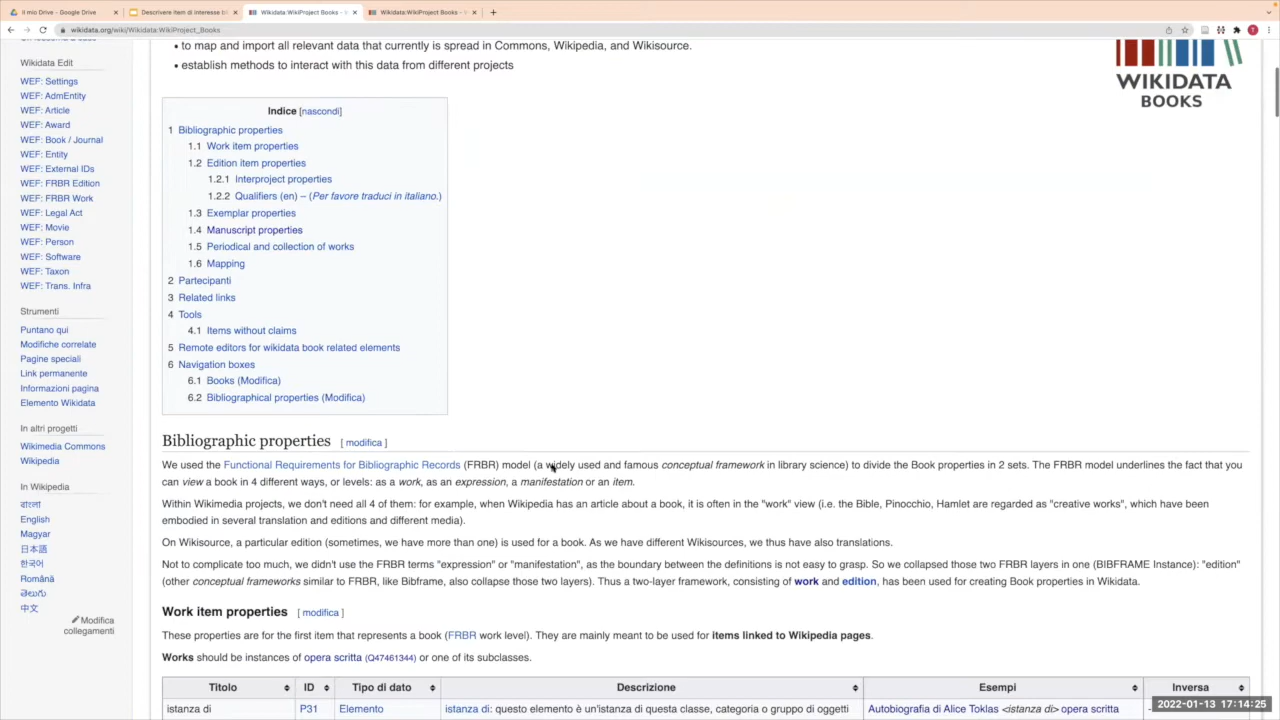 Il mio Drive - Google Drive
Descrivere item di interesse bi
Wikidata:WikiProject Books - W
Wikidata:WikiProject Books - W
wikidata.org/wiki/Wikidata:WikiProject_Books
T
Wikidata Edit
WEF: Settings
WEF: AdmEntity
WEF: Article
WEF: Award
WEF: Book / Journal
WEF: Entity
WEF: External IDs
WEF: FRBR Edition
WEF: FRBR Work
WEF: Legal Act
WEF: Movie
WEF: Person
WEF: Software
WEF: Taxon
WEF: Trans. Infra
Strumenti
Puntano qui
Modifiche correlate
Pagine speciali
Link permanente
Informazioni pagina
Elemento Wikidata
In altri progetti
Wikimedia Commons
Wikipedia
In Wikipedia
বাংলা
English
Magyar
日本語
한국어
Română
తెలుగు
中文
Modifica
collegamenti
• to map and import all relevant data that currently is spread in Commons, Wikipedia, and Wikisource.
• establish methods to interact with this data from different projects
WIKIDATA
BOOKS
Indice [nascondi]
1 Bibliographic properties
1.1 Work item properties
1.2 Edition item properties
1.2.1 Interproject properties
1.2.2 Qualifiers (en) – (Per favore traduci in italiano.)
1.3 Exemplar properties
1.4 Manuscript properties
1.5 Periodical and collection of works
1.6 Mapping
2 Partecipanti
3 Related links
4 Tools
4.1 Items without claims
5 Remote editors for wikidata book related elements
6 Navigation boxes
6.1 Books (Modifica)
6.2 Bibliographical properties (Modifica)
Bibliographic properties [ modifica ]
We used the Functional Requirements for Bibliographic Records (FRBR) model (a widely used and famous conceptual framework in library science) to divide the Book properties in 2 sets. The FRBR model underlines the fact that you
can view a book in 4 different ways, or levels: as a work, as an expression, a manifestation or an item.
Within Wikimedia projects, we don't need all 4 of them: for example, when Wikipedia has an article about a book, it is often in the "work" view (i.e. the Bible, Pinocchio, Hamlet are regarded as "creative works", which have been
embodied in several translation and editions and different media).
On Wikisource, a particular edition (sometimes, we have more than one) is used for a book. As we have different Wikisources, we thus have also translations.
Not to complicate too much, we didn't use the FRBR terms "expression" or "manifestation", as the boundary between the definitions is not easy to grasp. So we collapsed those two FRBR layers in one (BIBFRAME Instance): "edition"
(other conceptual frameworks similar to FRBR, like Bibframe, also collapse those two layers). Thus a two-layer framework, consisting of work and edition, has been used for creating Book properties in Wikidata.
Work item properties [ modifica ]
These properties are for the first item that represents a book (FRBR work level). They are mainly meant to be used for items linked to Wikipedia pages.
Works should be instances of opera scritta (Q47461344) or one of its subclasses.
Titolo ID Tipo di dato Descrizione Esempi Inversa
istanza di P31 Elemento istanza di: questo elemento è un'istanza di questa classe, categoria o gruppo di oggetti Autobiografia di Alice Toklas <istanza di> opera scritta -
2022-01-13 17:14:25